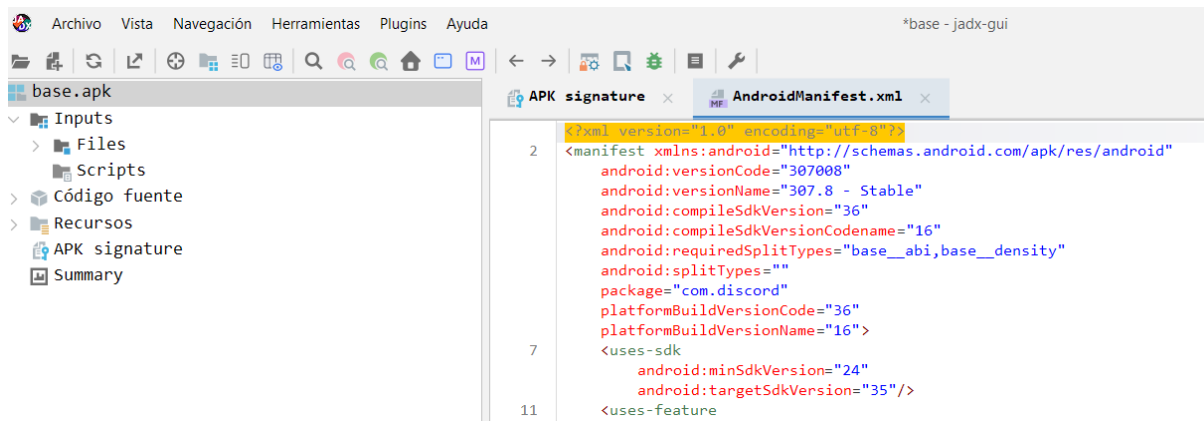 Archivo Vista Navegación Herramientas Plugins Ayuda
*base - jadx-gui
base.apk
Inputs
Files
Scripts
Código fuente
Recursos
APK signature
Summary
APK signature
AndroidManifest.xml
<?xml version="1.0" encoding="utf-8"?>
2 <manifest xmlns:android="http://schemas.android.com/apk/res/android"
android:versionCode="307008"
android:versionName="307.8 - Stable"
android:compileSdkVersion="36"
android:compileSdkVersionCodename="16"
android:requiredSplitTypes="base__abi,base__density"
android:splitTypes=""
package="com.discord"
platformBuildVersionCode="36"
platformBuildVersionName="16">
7 <uses-sdk
android:minSdkVersion="24"
android:targetSdkVersion="35"/>
11 <uses-feature